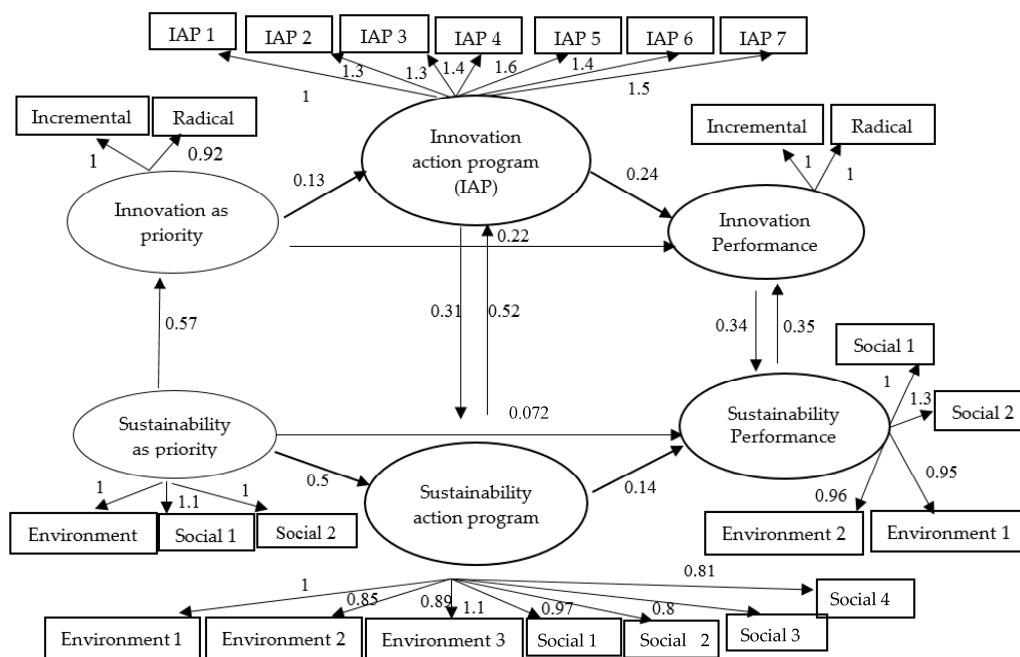 IAP 1
IAP 2
IAP 3
IAP 4
IAP 5
IAP 6
IAP 7
1.3
1.3
1.4
1.6
1.4
1
1.5
Incremental
Radical
1
0.92
Innovation
action program
(IAP)
Incremental
Radical
1
1
0.13
0.24
Innovation as
priority
Innovation
Performance
0.22
0.57
0.31
0.52
0.34
0.35
Social 1
1
1.3
Social 2
Sustainability
as priority
0.072
Sustainability
Performance
0.5
0.14
0.95
0.96
1
1.1
1
Environment
Social 1
Social 2
Sustainability
action program
Environment 2
Environment 1
1
0.85
0.89
1.1
0.97
0.8
0.81
Environment 1
Environment 2
Environment 3
Social 1
Social 2
Social 3
Social 4